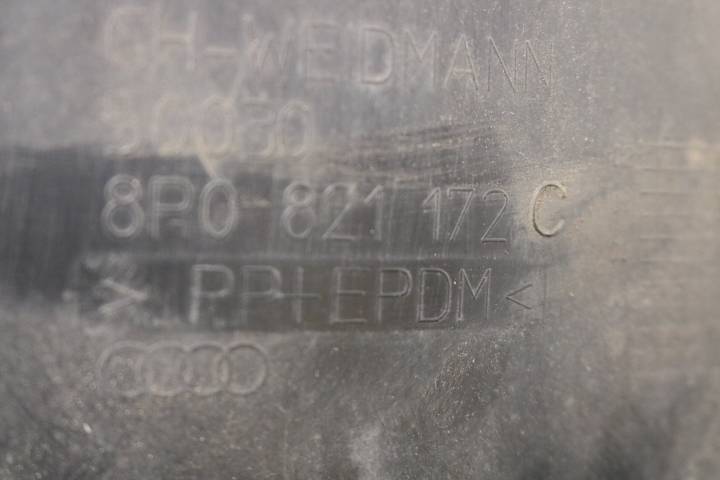 CH-WEIDMANN
8P0 821 172 C
>PP+EPDM<